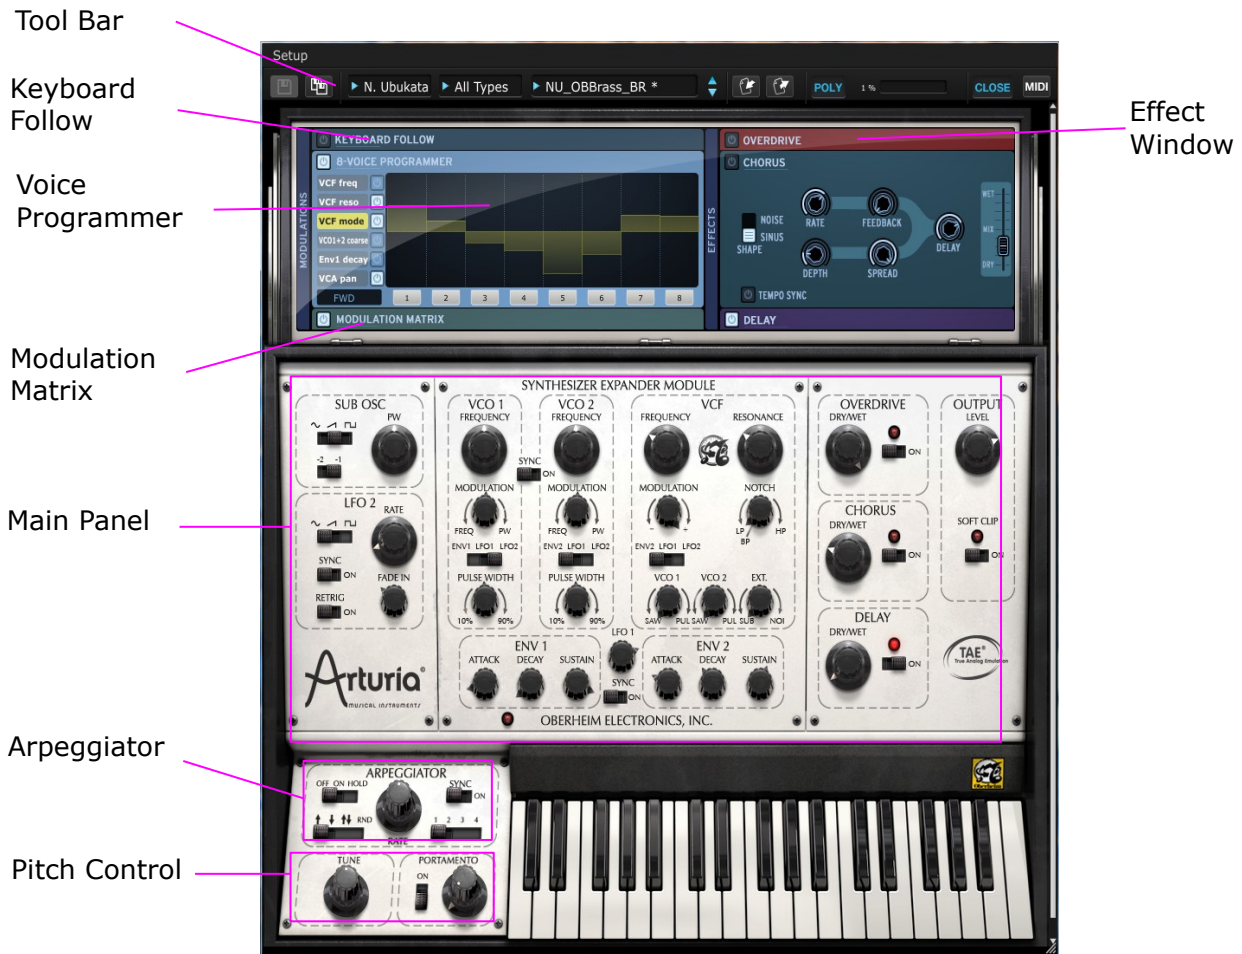 Tool Bar
Keyboard
Follow
Voice
Programmer
Modulation
Matrix
Main Panel
Arpeggiator
Pitch Control
Effect
Window
Setup
N. Ubukata
All Types
NU_OBBrass_BR *
POLY
1 %
CLOSE
MIDI
MODULATIONS
KEYBOARD FOLLOW
8-VOICE PROGRAMMER
VCF freq
VCF reso
VCF mode
VCO1+2 coarse
Env1 decay
VCA pan
FWD
1 2 3 4 5 6 7 8
MODULATION MATRIX
EFFECTS
OVERDRIVE
CHORUS
NOISE
SINUS
SHAPE
RATE
FEEDBACK
DELAY
DEPTH
SPREAD
WET
MIX
DRY
TEMPO SYNC
DELAY
SYNTHESIZER EXPANDER MODULE
SUB OSC
PW
-2 -1
LFO 2
RATE
SYNC
ON
FADE IN
RETRIG
ON
Arturia
MUSICAL INSTRUMENTS
VCO 1
FREQUENCY
SYNC
ON
MODULATION
FREQ PW
ENV1 LFO1 LFO2
PULSE WIDTH
10% 90%
VCO 2
FREQUENCY
MODULATION
FREQ PW
ENV2 LFO1 LFO2
PULSE WIDTH
10% 90%
VCF
FREQUENCY RESONANCE
MODULATION NOTCH
- LP BP HP
ENV2 LFO1 LFO2
VCO 1 VCO 2 EXT.
SAW PUL SAW PUL SUB NOI
ENV 1
ATTACK DECAY SUSTAIN
LFO 1
SYNC
ON
ENV 2
ATTACK DECAY SUSTAIN
OBERHEIM ELECTRONICS, INC.
OVERDRIVE
DRY/WET
ON
CHORUS
DRY/WET
ON
DELAY
DRY/WET
ON
OUTPUT
LEVEL
SOFT CLIP
ON
TAE®
True Analog Emulation
ARPEGGIATOR
OFF ON HOLD
SYNC
ON
RND
1 2 3 4
RATE
TUNE
PORTAMENTO
ON
Oberheim